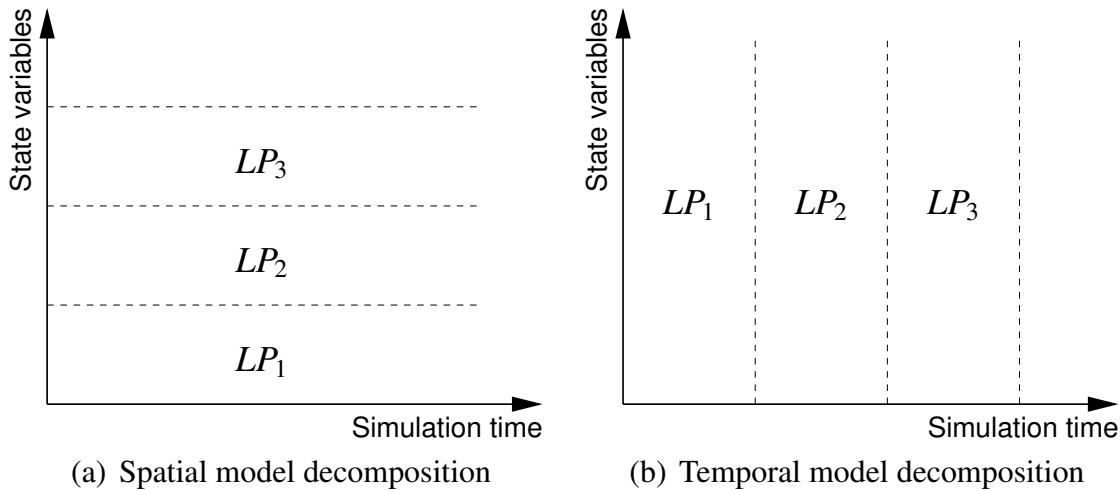 State variables
LP3
LP2
LP1
Simulation time
(a) Spatial model decomposition
State variables
LP1 LP2 LP3
Simulation time
(b) Temporal model decomposition